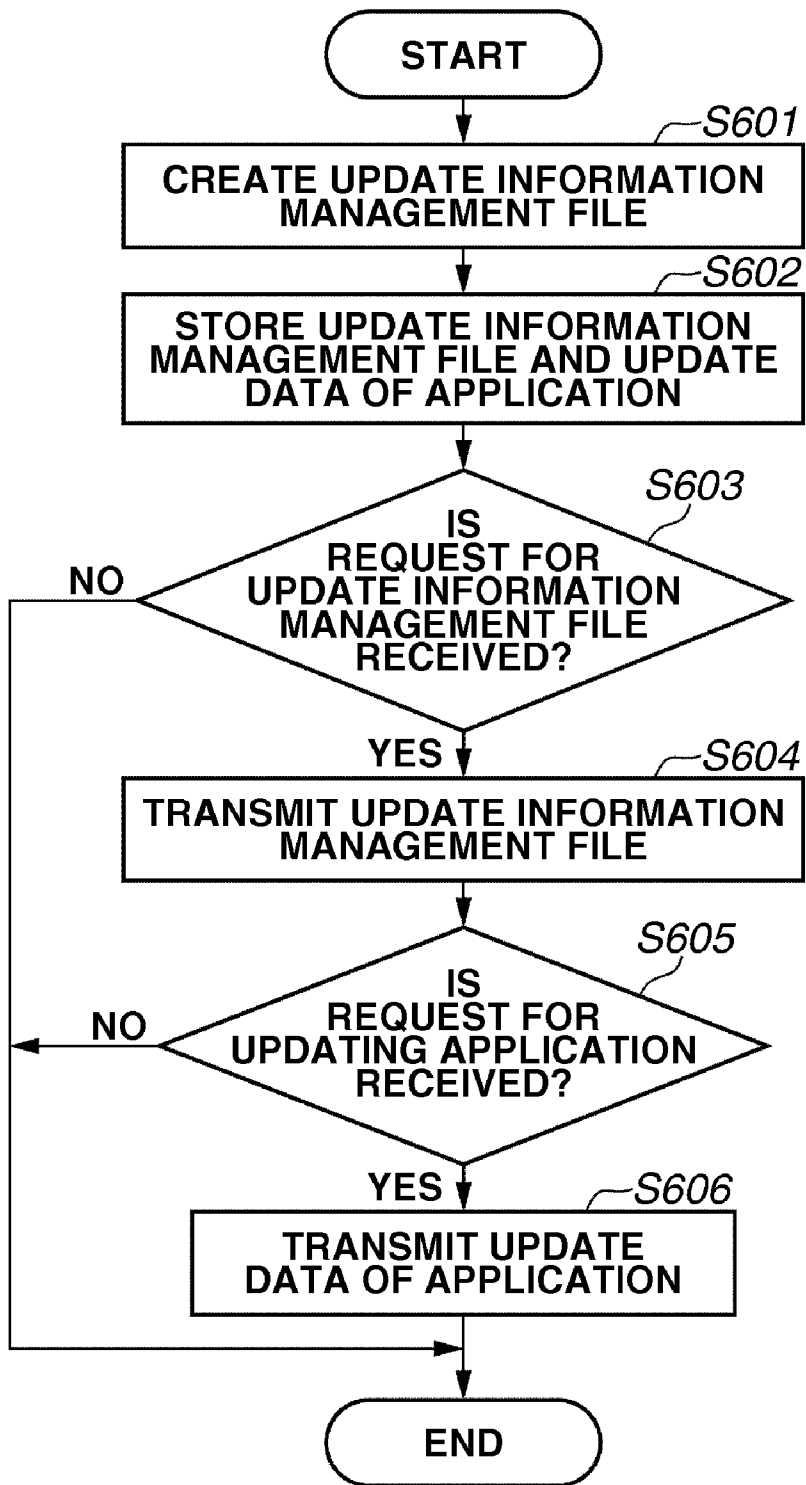 START
S601
CREATE UPDATE INFORMATION
MANAGEMENT FILE
S602
STORE UPDATE INFORMATION
MANAGEMENT FILE AND UPDATE
DATA OF APPLICATION
S603
IS
REQUEST FOR
UPDATE INFORMATION
MANAGEMENT FILE
RECEIVED?
NO
YES
S604
TRANSMIT UPDATE INFORMATION
MANAGEMENT FILE
S605
IS
REQUEST FOR
UPDATING APPLICATION
RECEIVED?
NO
YES
S606
TRANSMIT UPDATE
DATA OF APPLICATION
END